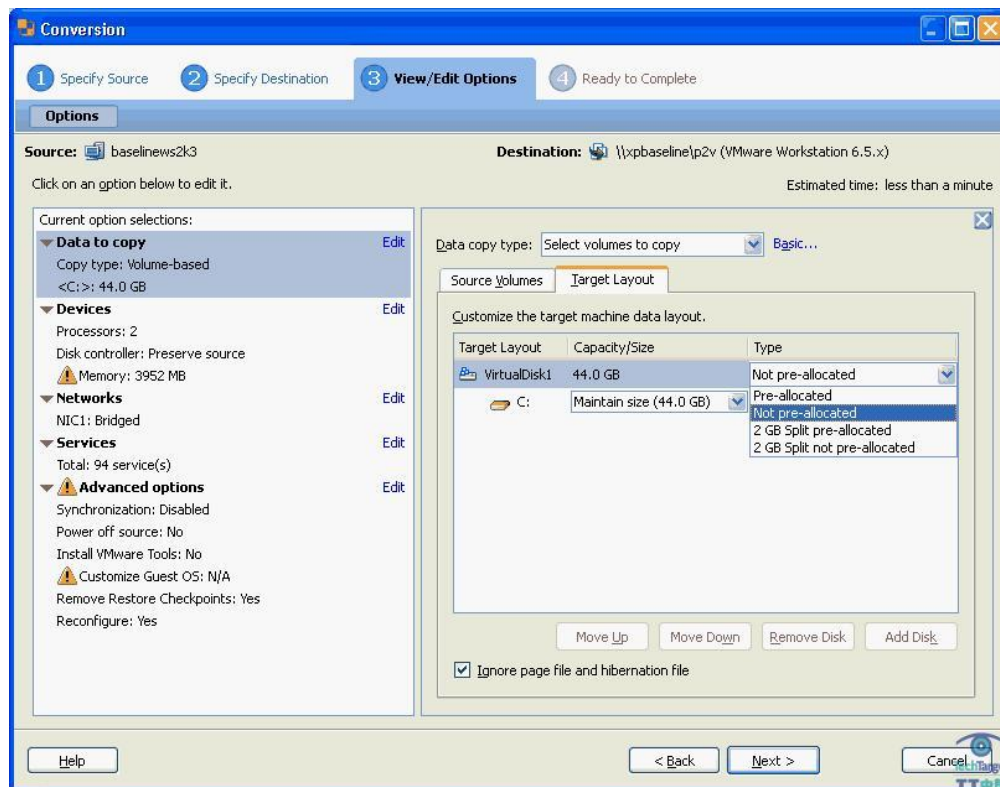 Conversion
1 Specify Source 2 Specify Destination 3 View/Edit Options 4 Ready to Complete
Options
Source: baselinews2k3 Destination: \\xpbaseline\p2v (VMware Workstation 6.5.x)
Click on an option below to edit it. Estimated time: less than a minute
Current option selections:
Data to copy Edit
Copy type: Volume-based
<C:>: 44.0 GB
Devices Edit
Processors: 2
Disk controller: Preserve source
Memory: 3952 MB
Networks Edit
NIC1: Bridged
Services Edit
Total: 94 service(s)
Advanced options Edit
Synchronization: Disabled
Power off source: No
Install VMware Tools: No
Customize Guest OS: N/A
Remove Restore Checkpoints: Yes
Reconfigure: Yes
Data copy type: Select volumes to copy Basic...
Source Volumes Target Layout
Customize the target machine data layout.
Target Layout Capacity/Size Type
VirtualDisk1 44.0 GB Not pre-allocated
C: Maintain size (44.0 GB)
Pre-allocated
Not pre-allocated
2 GB Split pre-allocated
2 GB Split not pre-allocated
Move Up Move Down Remove Disk Add Disk
Ignore page file and hibernation file
Help < Back Next > Cancel